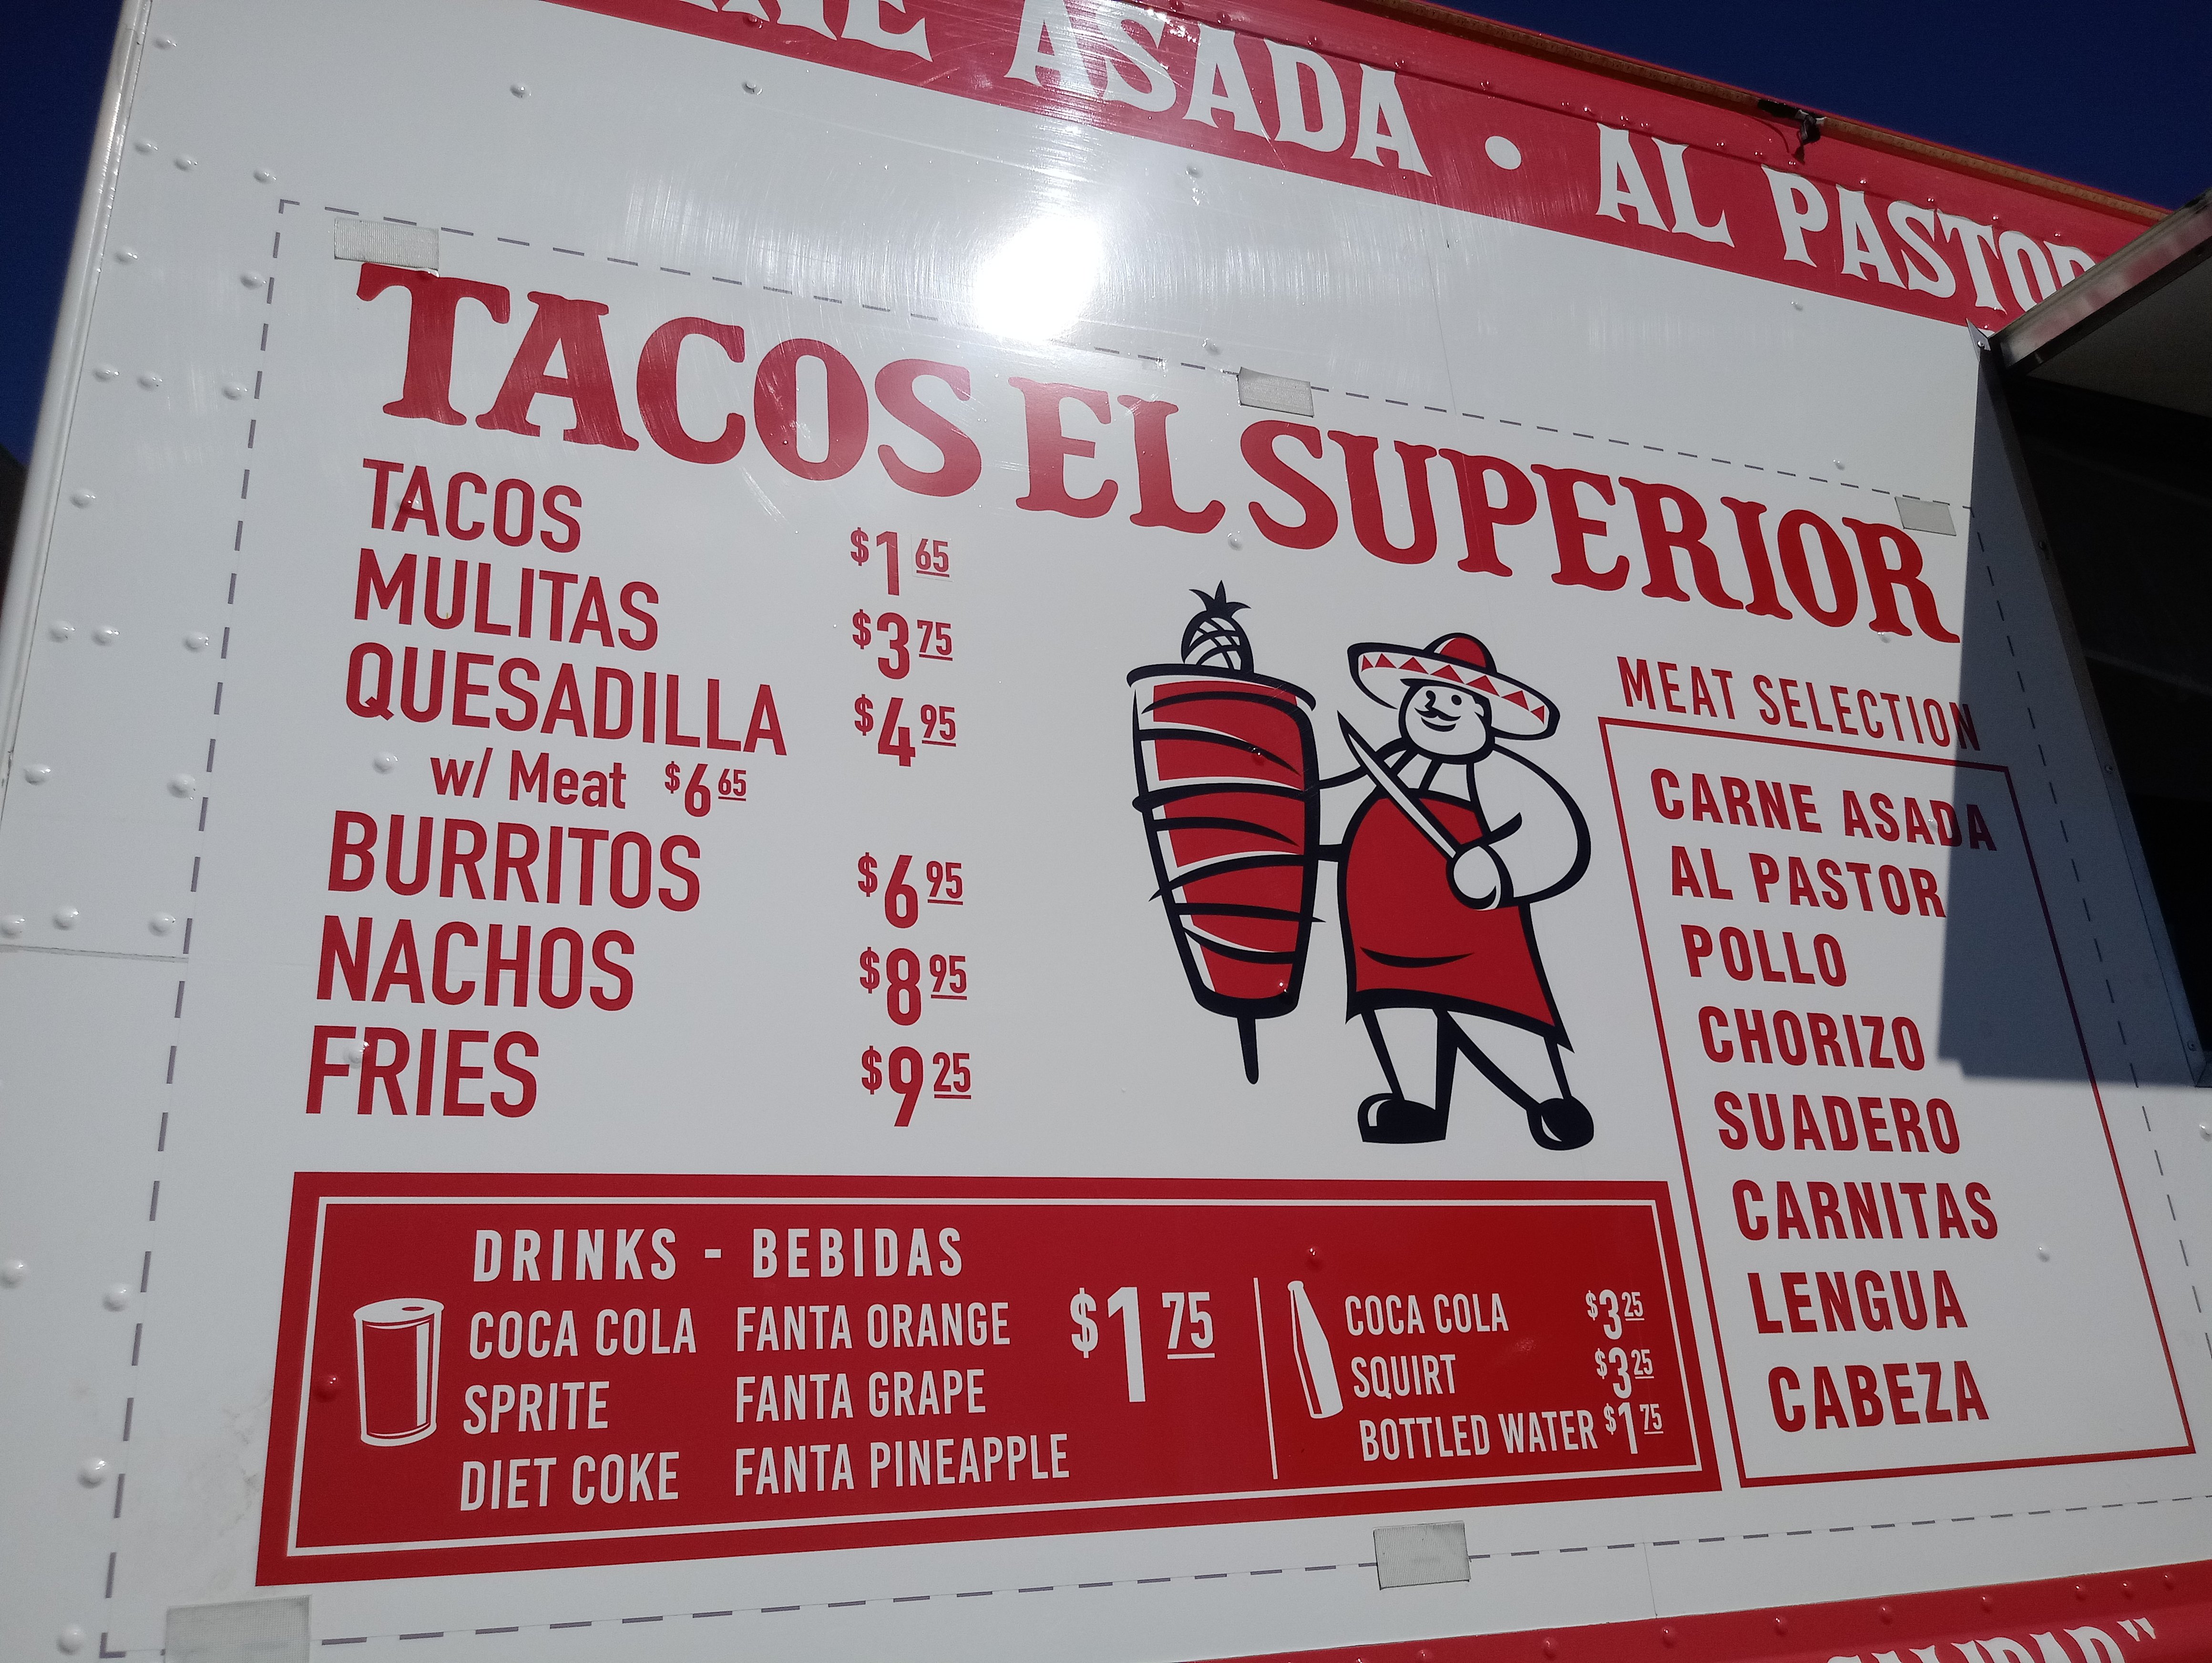 ASADA • AL PASTOR
TACOS EL SUPERIOR
TACOS $1 65
MULITAS $3 75
QUESADILLA $4 95
w/ Meat $6 65
BURRITOS $6 95
NACHOS $8 95
FRIES $9 25
MEAT SELECTION
CARNE ASADA
AL PASTOR
POLLO
CHORIZO
SUADERO
CARNITAS
LENGUA
CABEZA
DRINKS - BEBIDAS
COCA COLA FANTA ORANGE $1 75
SPRITE FANTA GRAPE
DIET COKE FANTA PINEAPPLE
COCA COLA $3 25
SQUIRT $3 25
BOTTLED WATER $1 75